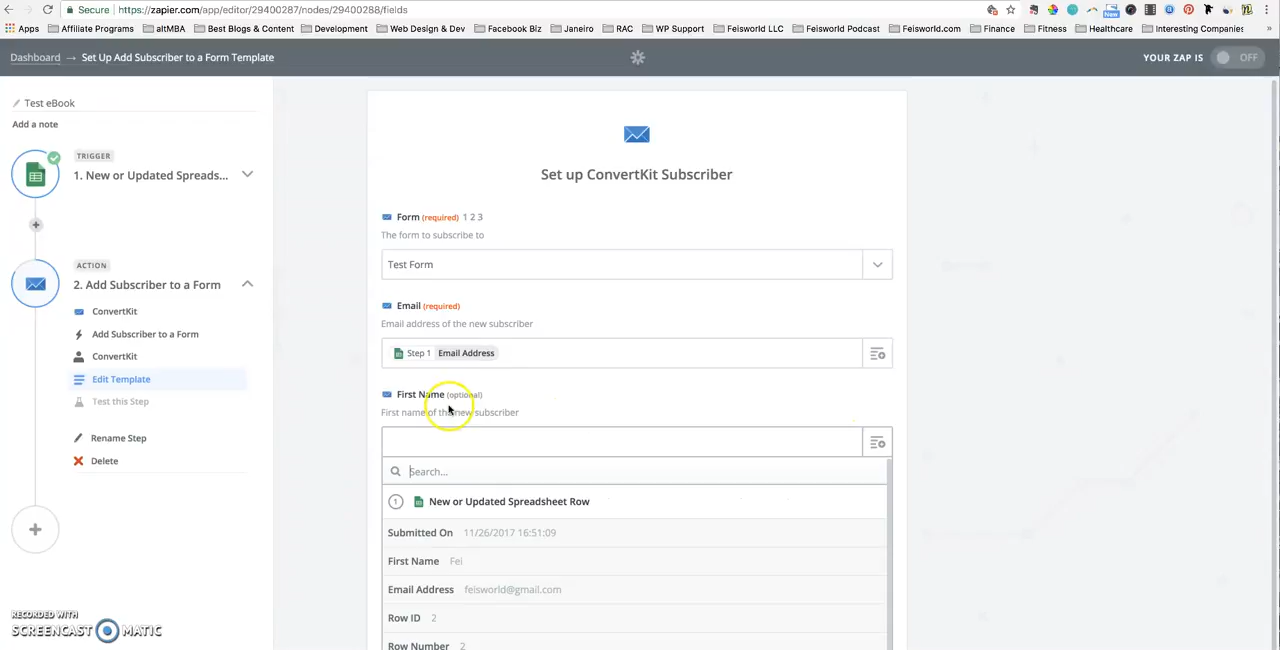 Secure https://zapier.com/app/editor/29400287/nodes/29400288/fields
Apps Affiliate Programs altMBA Best Blogs & Content Development Web Design & Dev Facebook Biz Janeiro RAC WP Support Feisworld LLC Feisworld Podcast Feisworld.com Finance Fitness Healthcare Interesting Companies »
New
Dashboard → Set Up Add Subscriber to a Form Template
YOUR ZAP IS OFF
Test eBook
Add a note
TRIGGER
1. New or Updated Spreads...
ACTION
2. Add Subscriber to a Form
ConvertKit
Add Subscriber to a Form
ConvertKit
Edit Template
Test this Step
Rename Step
Delete
RECORDED WITH
SCREENCAST MATIC
Set up ConvertKit Subscriber
Form (required) 1 2 3
The form to subscribe to
Test Form
Email (required)
Email address of the new subscriber
Step 1 Email Address
First Name (optional)
First name of the new subscriber
Search...
1 New or Updated Spreadsheet Row
Submitted On 11/26/2017 16:51:09
First Name Fei
Email Address feisworld@gmail.com
Row ID 2
Row Number 2